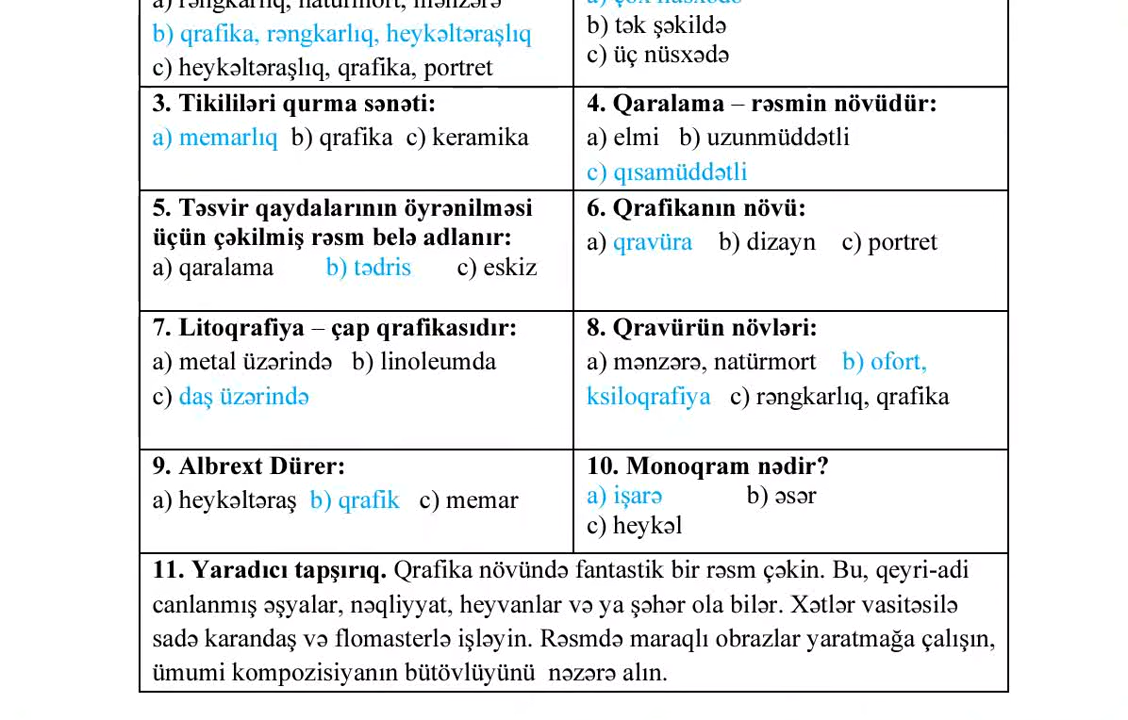 a) rəngkarlıq, natürmort, mənzərə
b) qrafika, rəngkarlıq, heykəltəraşlıq
c) heykəltəraşlıq, qrafika, portret
a) çox nüsxədə
b) tək şəkildə
c) üç nüsxədə
3. Tikililəri qurma sənəti:
a) memarlıq b) qrafika c) keramika
4. Qaralama – rəsmin növüdür:
a) elmi b) uzunmüddətli
c) qısamüddətli
5. Təsvir qaydalarının öyrənilməsi
üçün çəkilmiş rəsm belə adlanır:
a) qaralama b) tədris c) eskiz
6. Qrafikanın növü:
a) qravüra b) dizayn c) portret
7. Litoqrafiya – çap qrafikasıdır:
a) metal üzərində b) linoleumda
c) daş üzərində
8. Qravürün növləri:
a) mənzərə, natürmort b) ofort,
ksiloqrafiya c) rəngkarlıq, qrafika
9. Albrext Dürer:
a) heykəltəraş b) qrafik c) memar
10. Monoqram nədir?
a) işarə b) əsər
c) heykəl
11. Yaradıcı tapşırıq. Qrafika növündə fantastik bir rəsm çəkin. Bu, qeyri-adi
canlanmış əşyalar, nəqliyyat, heyvanlar və ya şəhər ola bilər. Xətlər vasitəsilə
sadə karandaş və flomasterlə işləyin. Rəsmdə maraqlı obrazlar yaratmağa çalışın,
ümumi kompozisiyanın bütövlüyünü nəzərə alın.